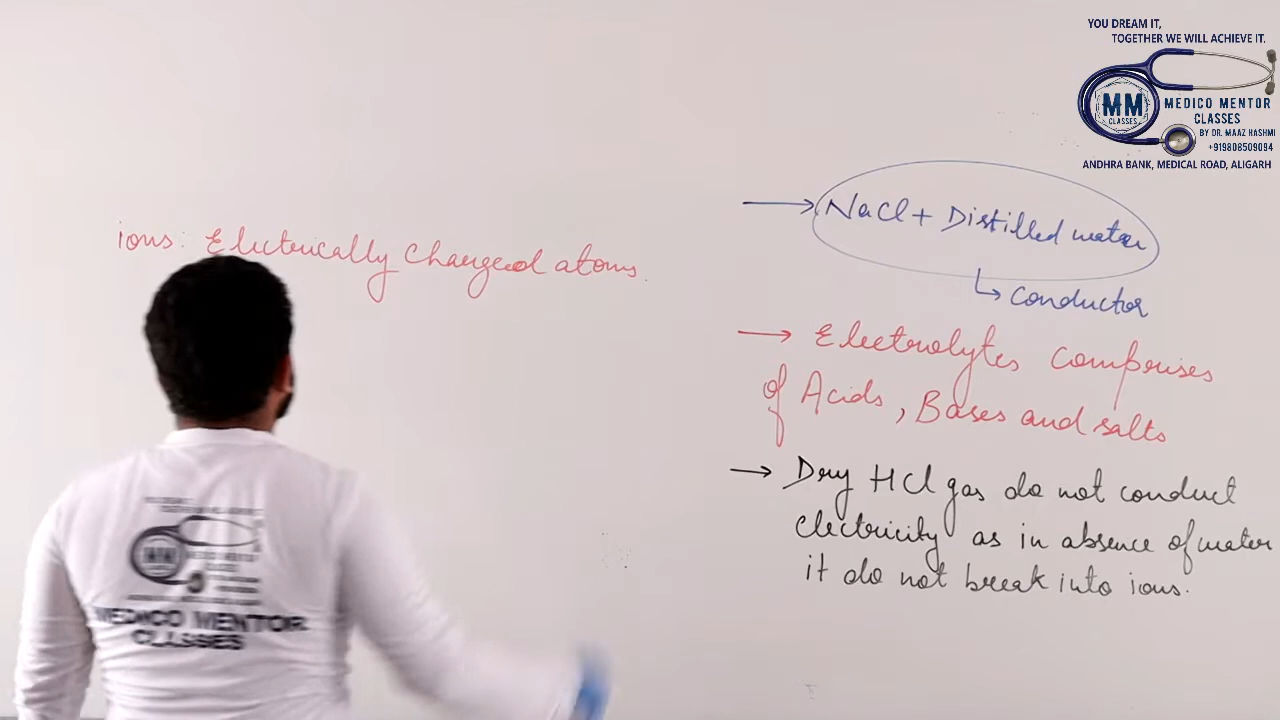 YOU DREAM IT,
TOGETHER WE WILL ACHIEVE IT.
MM
CLASSES
MEDICO MENTOR
CLASSES
BY DR. MAAZ HASHMI
+919808509094
ANDHRA BANK, MEDICAL ROAD, ALIGARH
ions: Electrically Charged atoms.
NaCl + Distilled water
Conductor
Electrolytes Comprises
of Acids, Bases and salts
Dry HCl gas do not conduct
electricity as in absence of water
it do not break into ions.
MM
MEDICO MENTOR
CLASSES